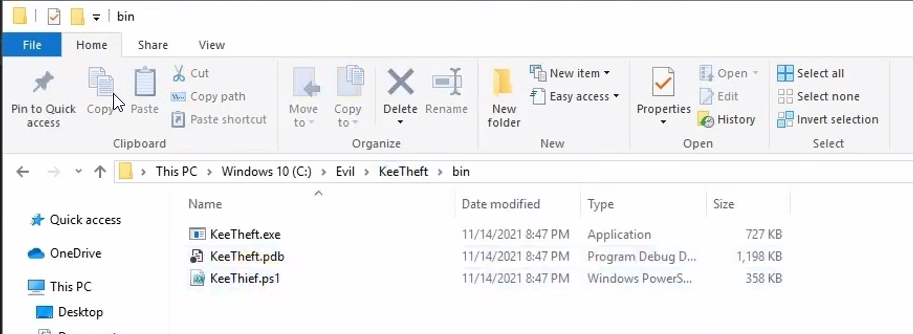 bin
File Home Share View
Pin to Quick access
Copy
Paste
Cut
Copy path
Paste shortcut
Clipboard
Move to
Copy to
Delete
Rename
Organize
New folder
New item
Easy access
New
Properties
Open
Edit
History
Open
Select all
Select none
Invert selection
Select
This PC > Windows 10 (C:) > Evil > KeeTheft > bin
Quick access
OneDrive
This PC
Desktop
Name Date modified Type Size
KeeTheft.exe 11/14/2021 8:47 PM Application 727 KB
KeeTheft.pdb 11/14/2021 8:47 PM Program Debug D... 1,198 KB
KeeThief.ps1 11/14/2021 8:47 PM Windows PowerS... 358 KB